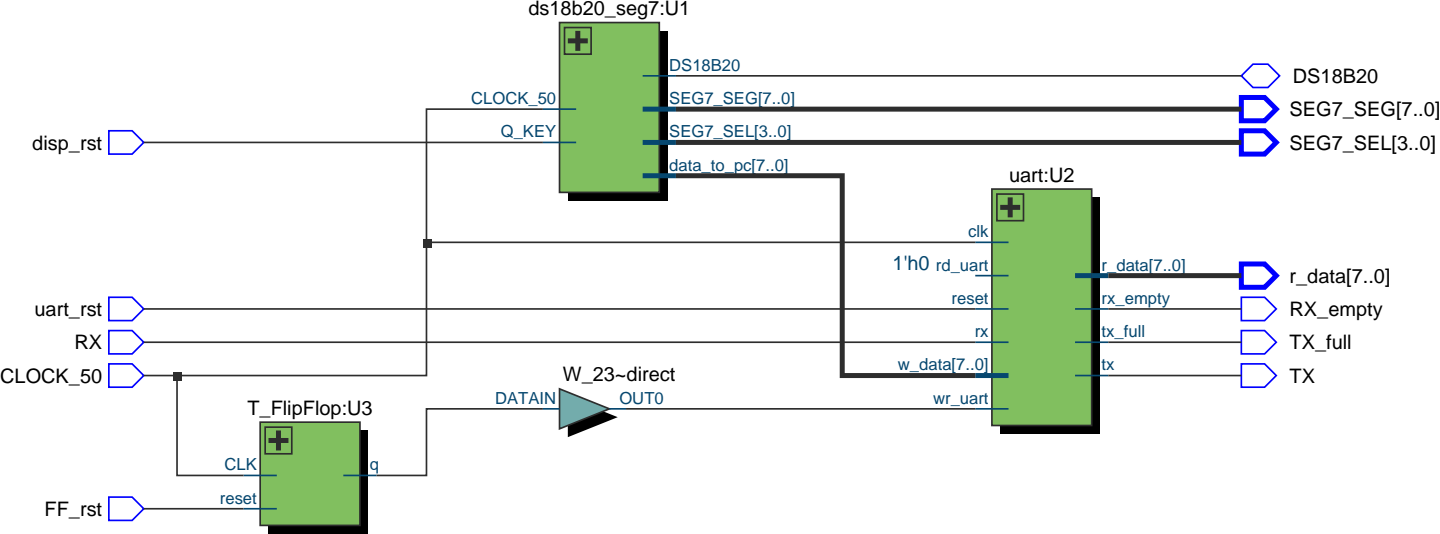 ds18b20_seg7:U1
DS18B20
DS18B20
CLOCK_50
SEG7_SEG[7..0]
SEG7_SEG[7..0]
disp_rst
Q_KEY
SEG7_SEL[3..0]
SEG7_SEL[3..0]
data_to_pc[7..0]
uart:U2
clk
1'h0 rd_uart
r_data[7..0]
r_data[7..0]
uart_rst
reset
rx_empty
RX_empty
RX
rx
tx_full
TX_full
CLOCK_50
W_23~direct
w_data[7..0]
tx
TX
T_FlipFlop:U3
DATAIN
OUT0
wr_uart
CLK
q
FF_rst
reset